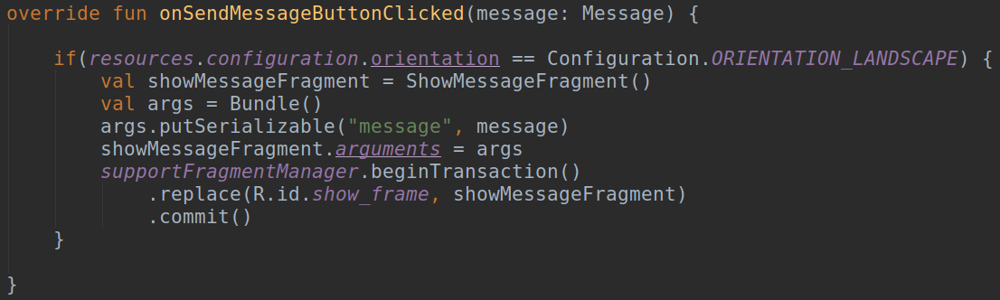 override fun onSendMessageButtonClicked(message: Message) {
if(resources.configuration.orientation == Configuration.ORIENTATION_LANDSCAPE) {
val showMessageFragment = ShowMessageFragment()
val args = Bundle()
args.putSerializable("message", message)
showMessageFragment.arguments = args
supportFragmentManager.beginTransaction()
.replace(R.id.show_frame, showMessageFragment)
.commit()
}
}